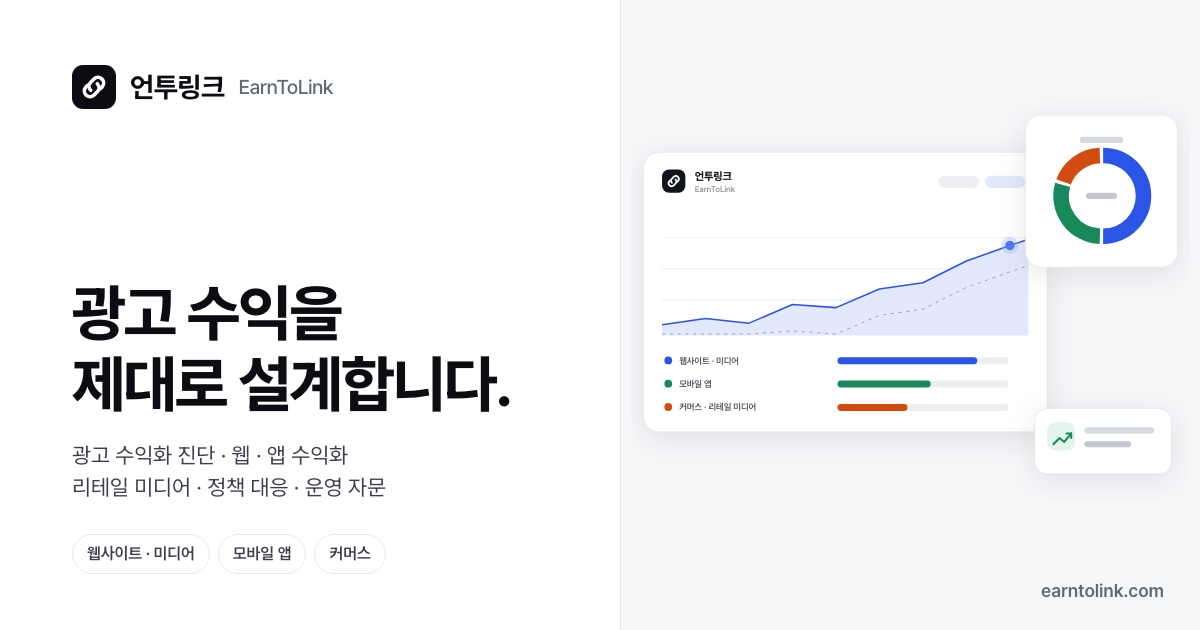 언투링크 EarnToLink
광고 수익을
제대로 설계합니다.
광고 수익화 진단 · 웹 · 앱 수익화
리테일 미디어 · 정책 대응 · 운영 자문
웹사이트 · 미디어 모바일 앱 커머스
언투링크
EarnToLink
웹사이트 · 미디어
모바일 앱
커머스 · 리테일 미디어
earntolink.com